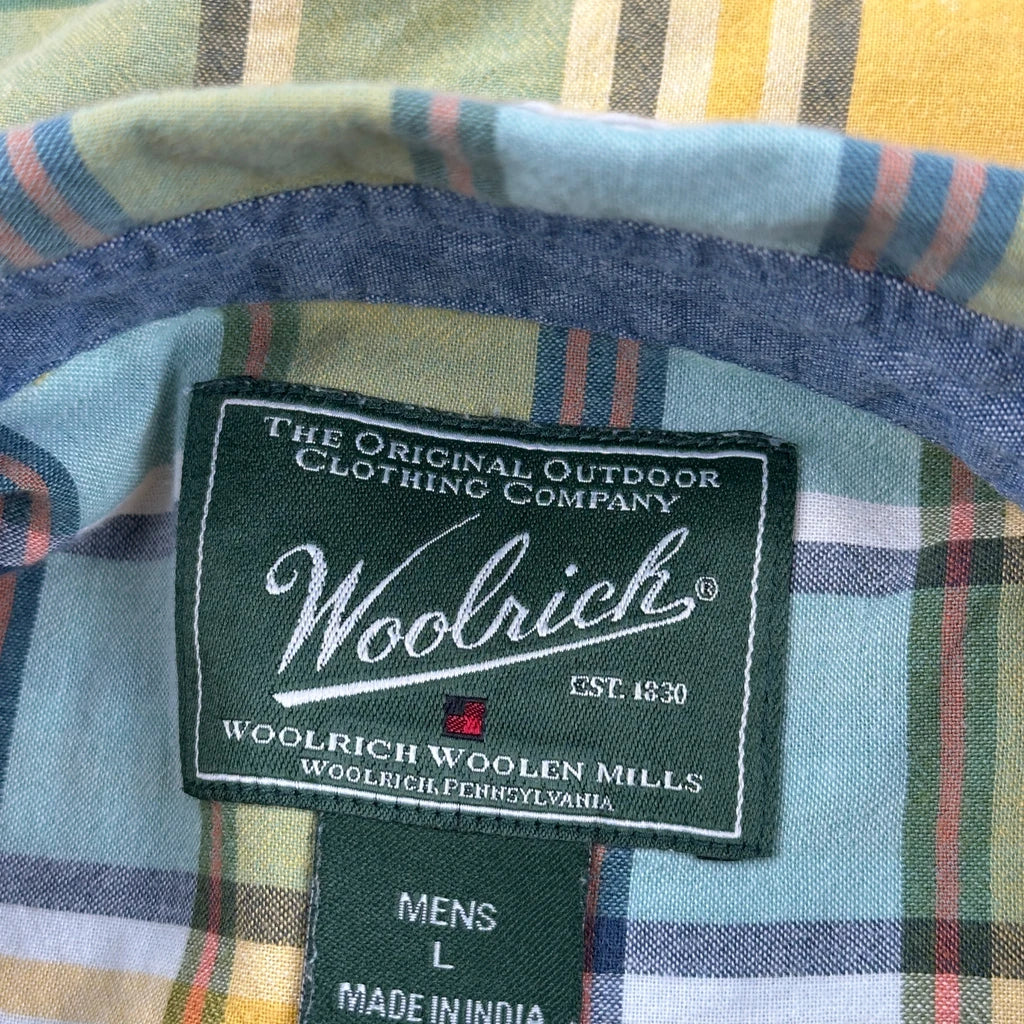 THE ORIGINAL OUTDOOR
CLOTHING COMPANY
Woolrich®
EST. 1830
WOOLRICH WOOLEN MILLS
WOOLRICH, PENNSYLVANIA
MENS
L
MADE IN INDIA